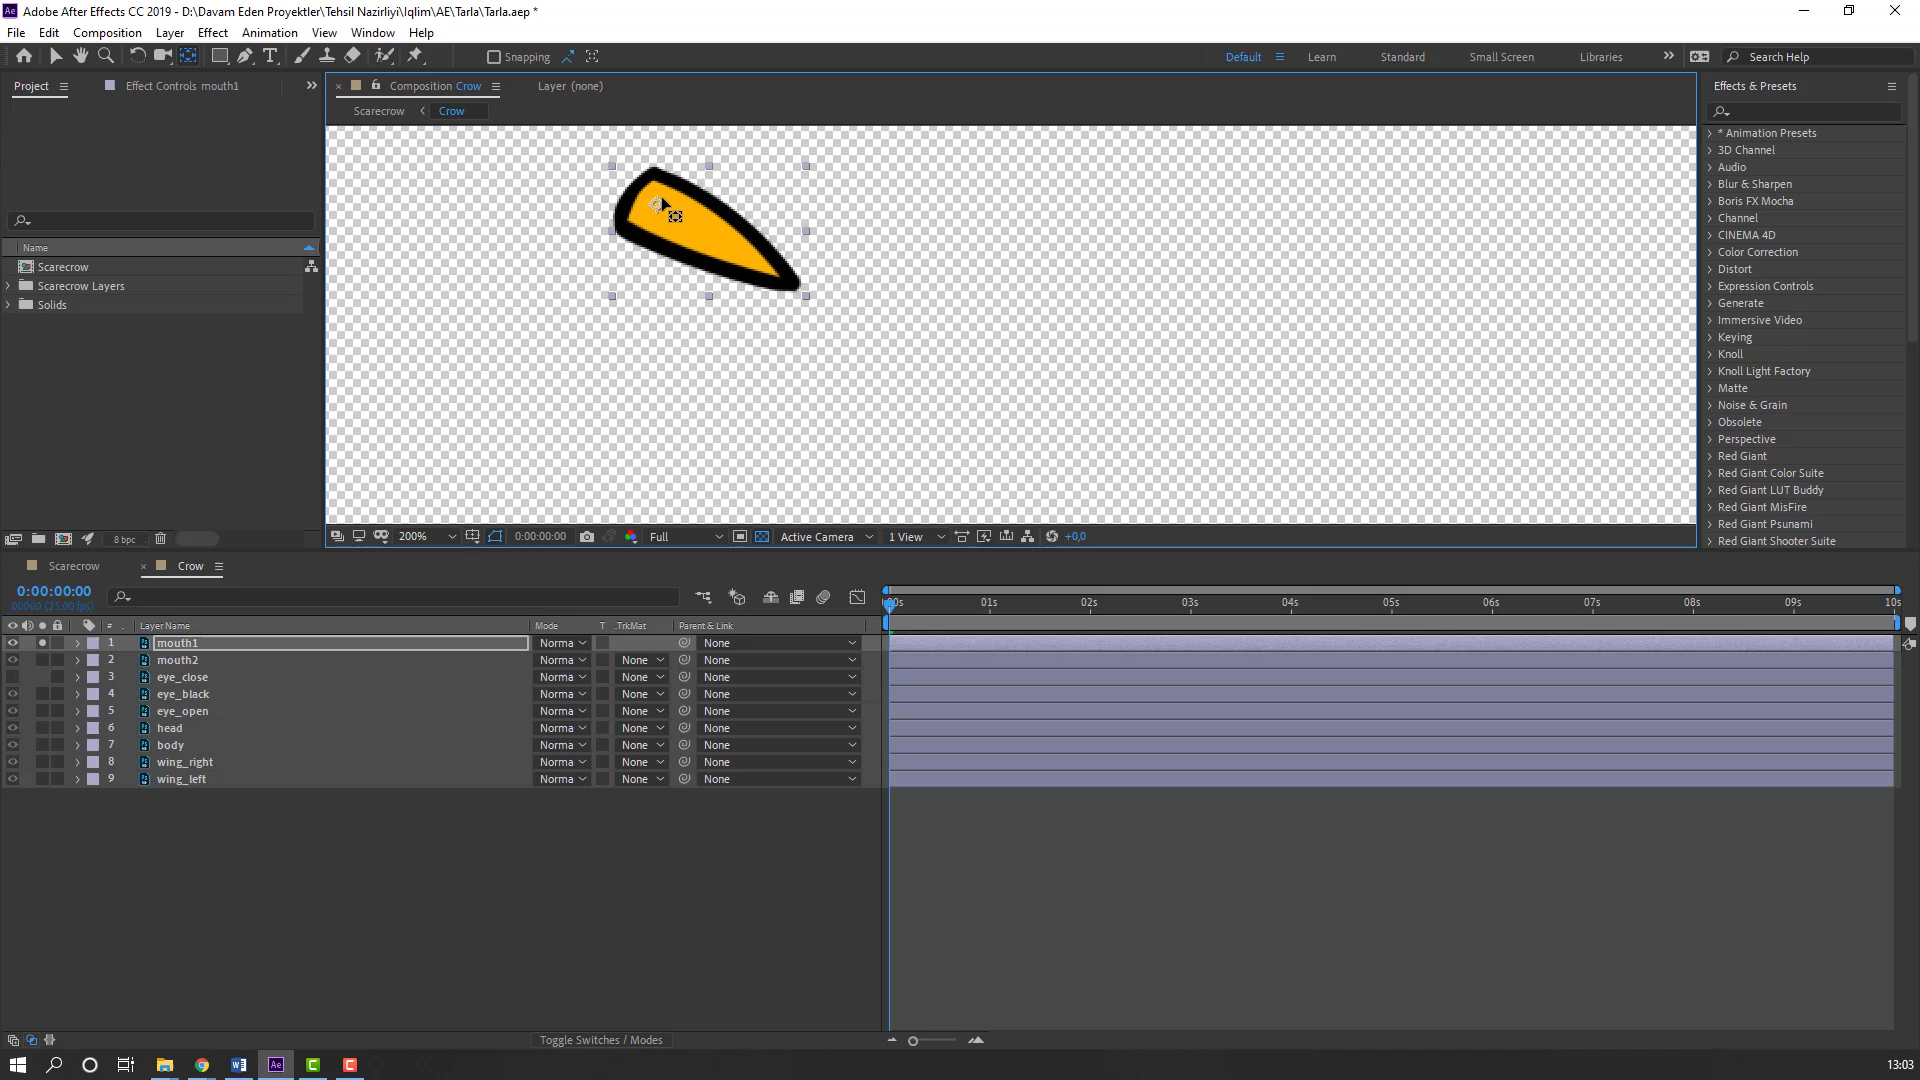 Adobe After Effects CC 2019 - D:\Davam Eden Proyektler\Tehsil Nazirliyi\Iqlim\AE\Tarla\Tarla.aep *
File Edit Composition Layer Effect Animation View Window Help
Snapping Default Learn Standard Small Screen Libraries Search Help
Project Effect Controls mouth1 Composition Crow Layer (none) Effects & Presets
Scarecrow Crow
* Animation Presets
3D Channel
Audio
Blur & Sharpen
Boris FX Mocha
Channel
CINEMA 4D
Color Correction
Distort
Expression Controls
Generate
Immersive Video
Keying
Knoll
Knoll Light Factory
Matte
Noise & Grain
Obsolete
Perspective
Red Giant
Red Giant Color Suite
Red Giant LUT Buddy
Red Giant MisFire
Red Giant Psunami
Red Giant Shooter Suite
Name
Scarecrow
Scarecrow Layers
Solids
8 bpc 200% 0:00:00:00 Full Active Camera 1 View +0,0
Scarecrow Crow
0:00:00:00
00000 (25.00 fps)
:00s 01s 02s 03s 04s 05s 06s 07s 08s 09s 10s
# Layer Name Mode T .TrkMat Parent & Link
1 mouth1 Norma None
2 mouth2 Norma None None
3 eye_close Norma None None
4 eye_black Norma None None
5 eye_open Norma None None
6 head Norma None None
7 body Norma None None
8 wing_right Norma None None
9 wing_left Norma None None
Toggle Switches / Modes
13:03